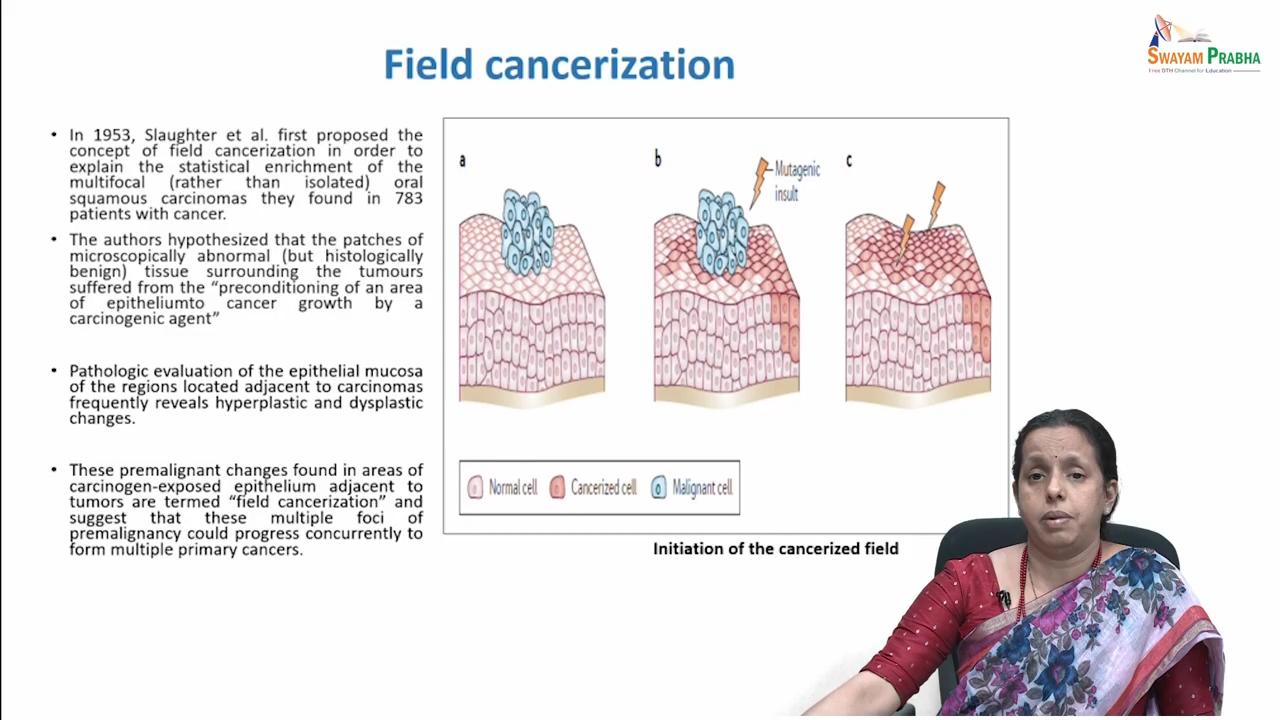 Field cancerization
SWAYAM PRABHA
Free DTH Channel for Education
• In 1953, Slaughter et al. first proposed the
concept of field cancerization in order to
explain the statistical enrichment of the
multifocal (rather than isolated) oral
squamous carcinomas they found in 783
patients with cancer.
• The authors hypothesized that the patches of
microscopically abnormal (but histologically
benign) tissue surrounding the tumours
suffered from the “preconditioning of an area
of epitheliumto cancer growth by a
carcinogenic agent”
• Pathologic evaluation of the epithelial mucosa
of the regions located adjacent to carcinomas
frequently reveals hyperplastic and dysplastic
changes.
• These premalignant changes found in areas of
carcinogen-exposed epithelium adjacent to
tumors are termed “field cancerization” and
suggest that these multiple foci of
premalignancy could progress concurrently to
form multiple primary cancers.
a
b
Mutagenic
insult
c
Normal cell
Cancerized cell
Malignant cell
Initiation of the cancerized field